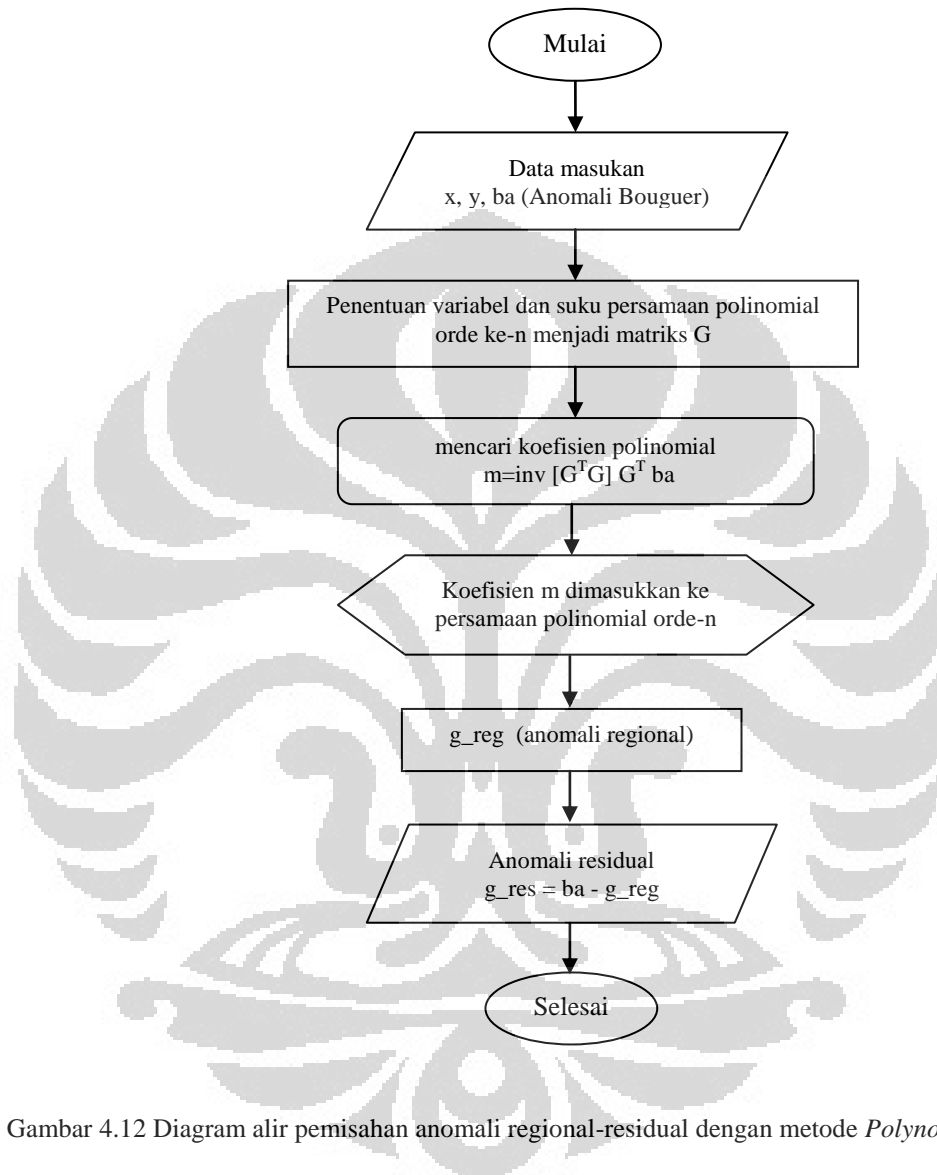 Mulai
Data masukan
x, y, ba (Anomali Bouguer)
Penentuan variabel dan suku persamaan polinomial
orde ke-n menjadi matriks G
mencari koefisien polinomial
m=inv [GᵀG] Gᵀ ba
Koefisien m dimasukkan ke
persamaan polinomial orde-n
g_reg (anomali regional)
Anomali residual
g_res = ba - g_reg
Selesai
Gambar 4.12 Diagram alir pemisahan anomali regional-residual dengan metode Polyno